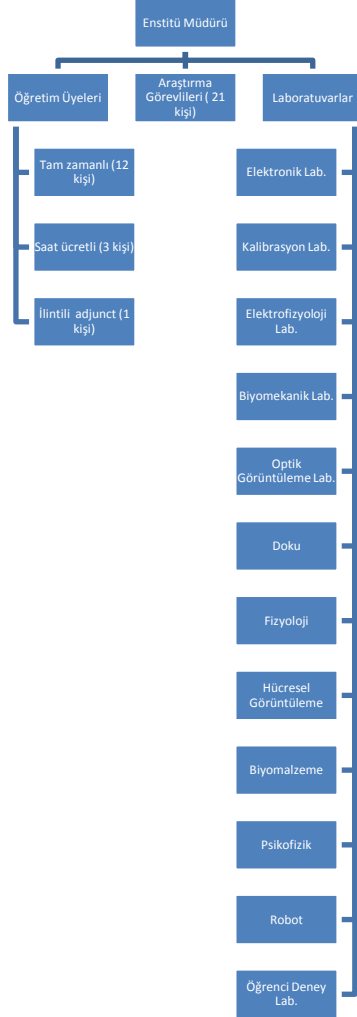 Enstitü Müdürü
Öğretim Üyeleri
Araştırma
Görevlileri ( 21
kişi)
Laboratuvarlar
Tam zamanlı (12
kişi)
Saat ücretli (3 kişi)
İlintili adjunct (1
kişi)
Elektronik Lab.
Kalibrasyon Lab.
Elektrofizyoloji
Lab.
Biyomekanik Lab.
Optik
Görüntüleme Lab.
Doku
Fizyoloji
Hücresel
Görüntüleme
Biyomalzeme
Psikofizik
Robot
Öğrenci Deney
Lab.